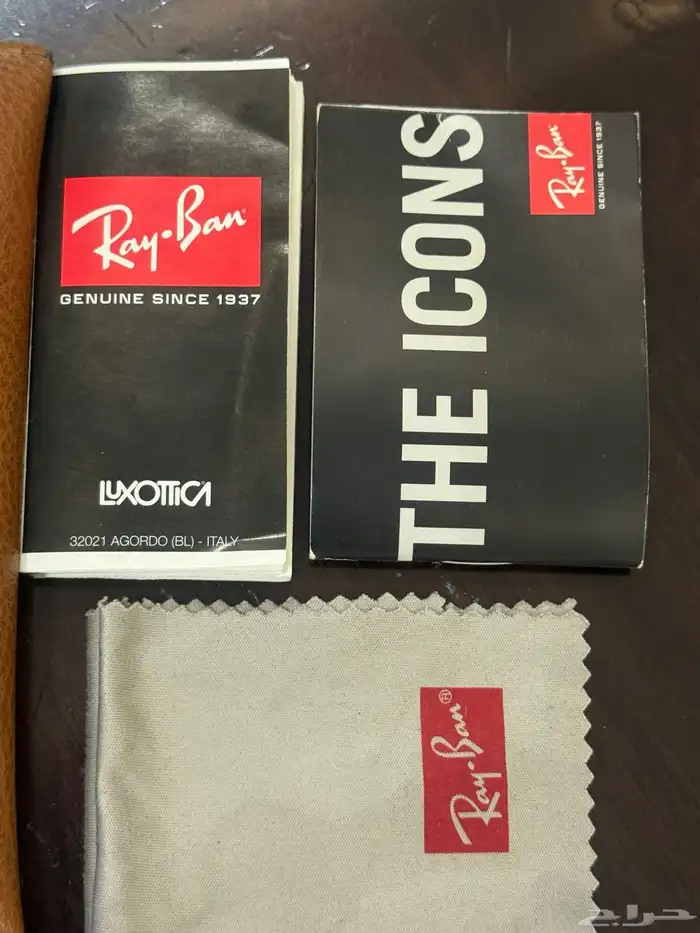 Ray-Ban
GENUINE SINCE 1937
LUXOTTICA
32021 AGORDO (BL) - ITALY
THE ICONS
Ray-Ban
GENUINE SINCE 1937
Ray-Ban®
حراج